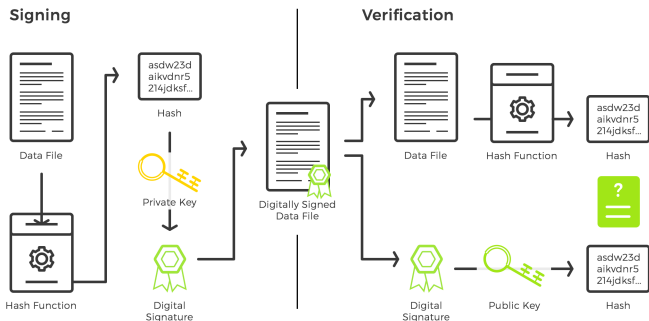 Signing
Verification
asdw23d
aikvdnr5
214jdksf...
Hash
Data File
Private Key
Hash Function
Digital
Signature
Digitally Signed
Data File
Data File
Hash Function
asdw23d
aikvdnr5
214jdksf...
Hash
?
Digital
Signature
Public Key
asdw23d
aikvdnr5
214jdksf...
Hash